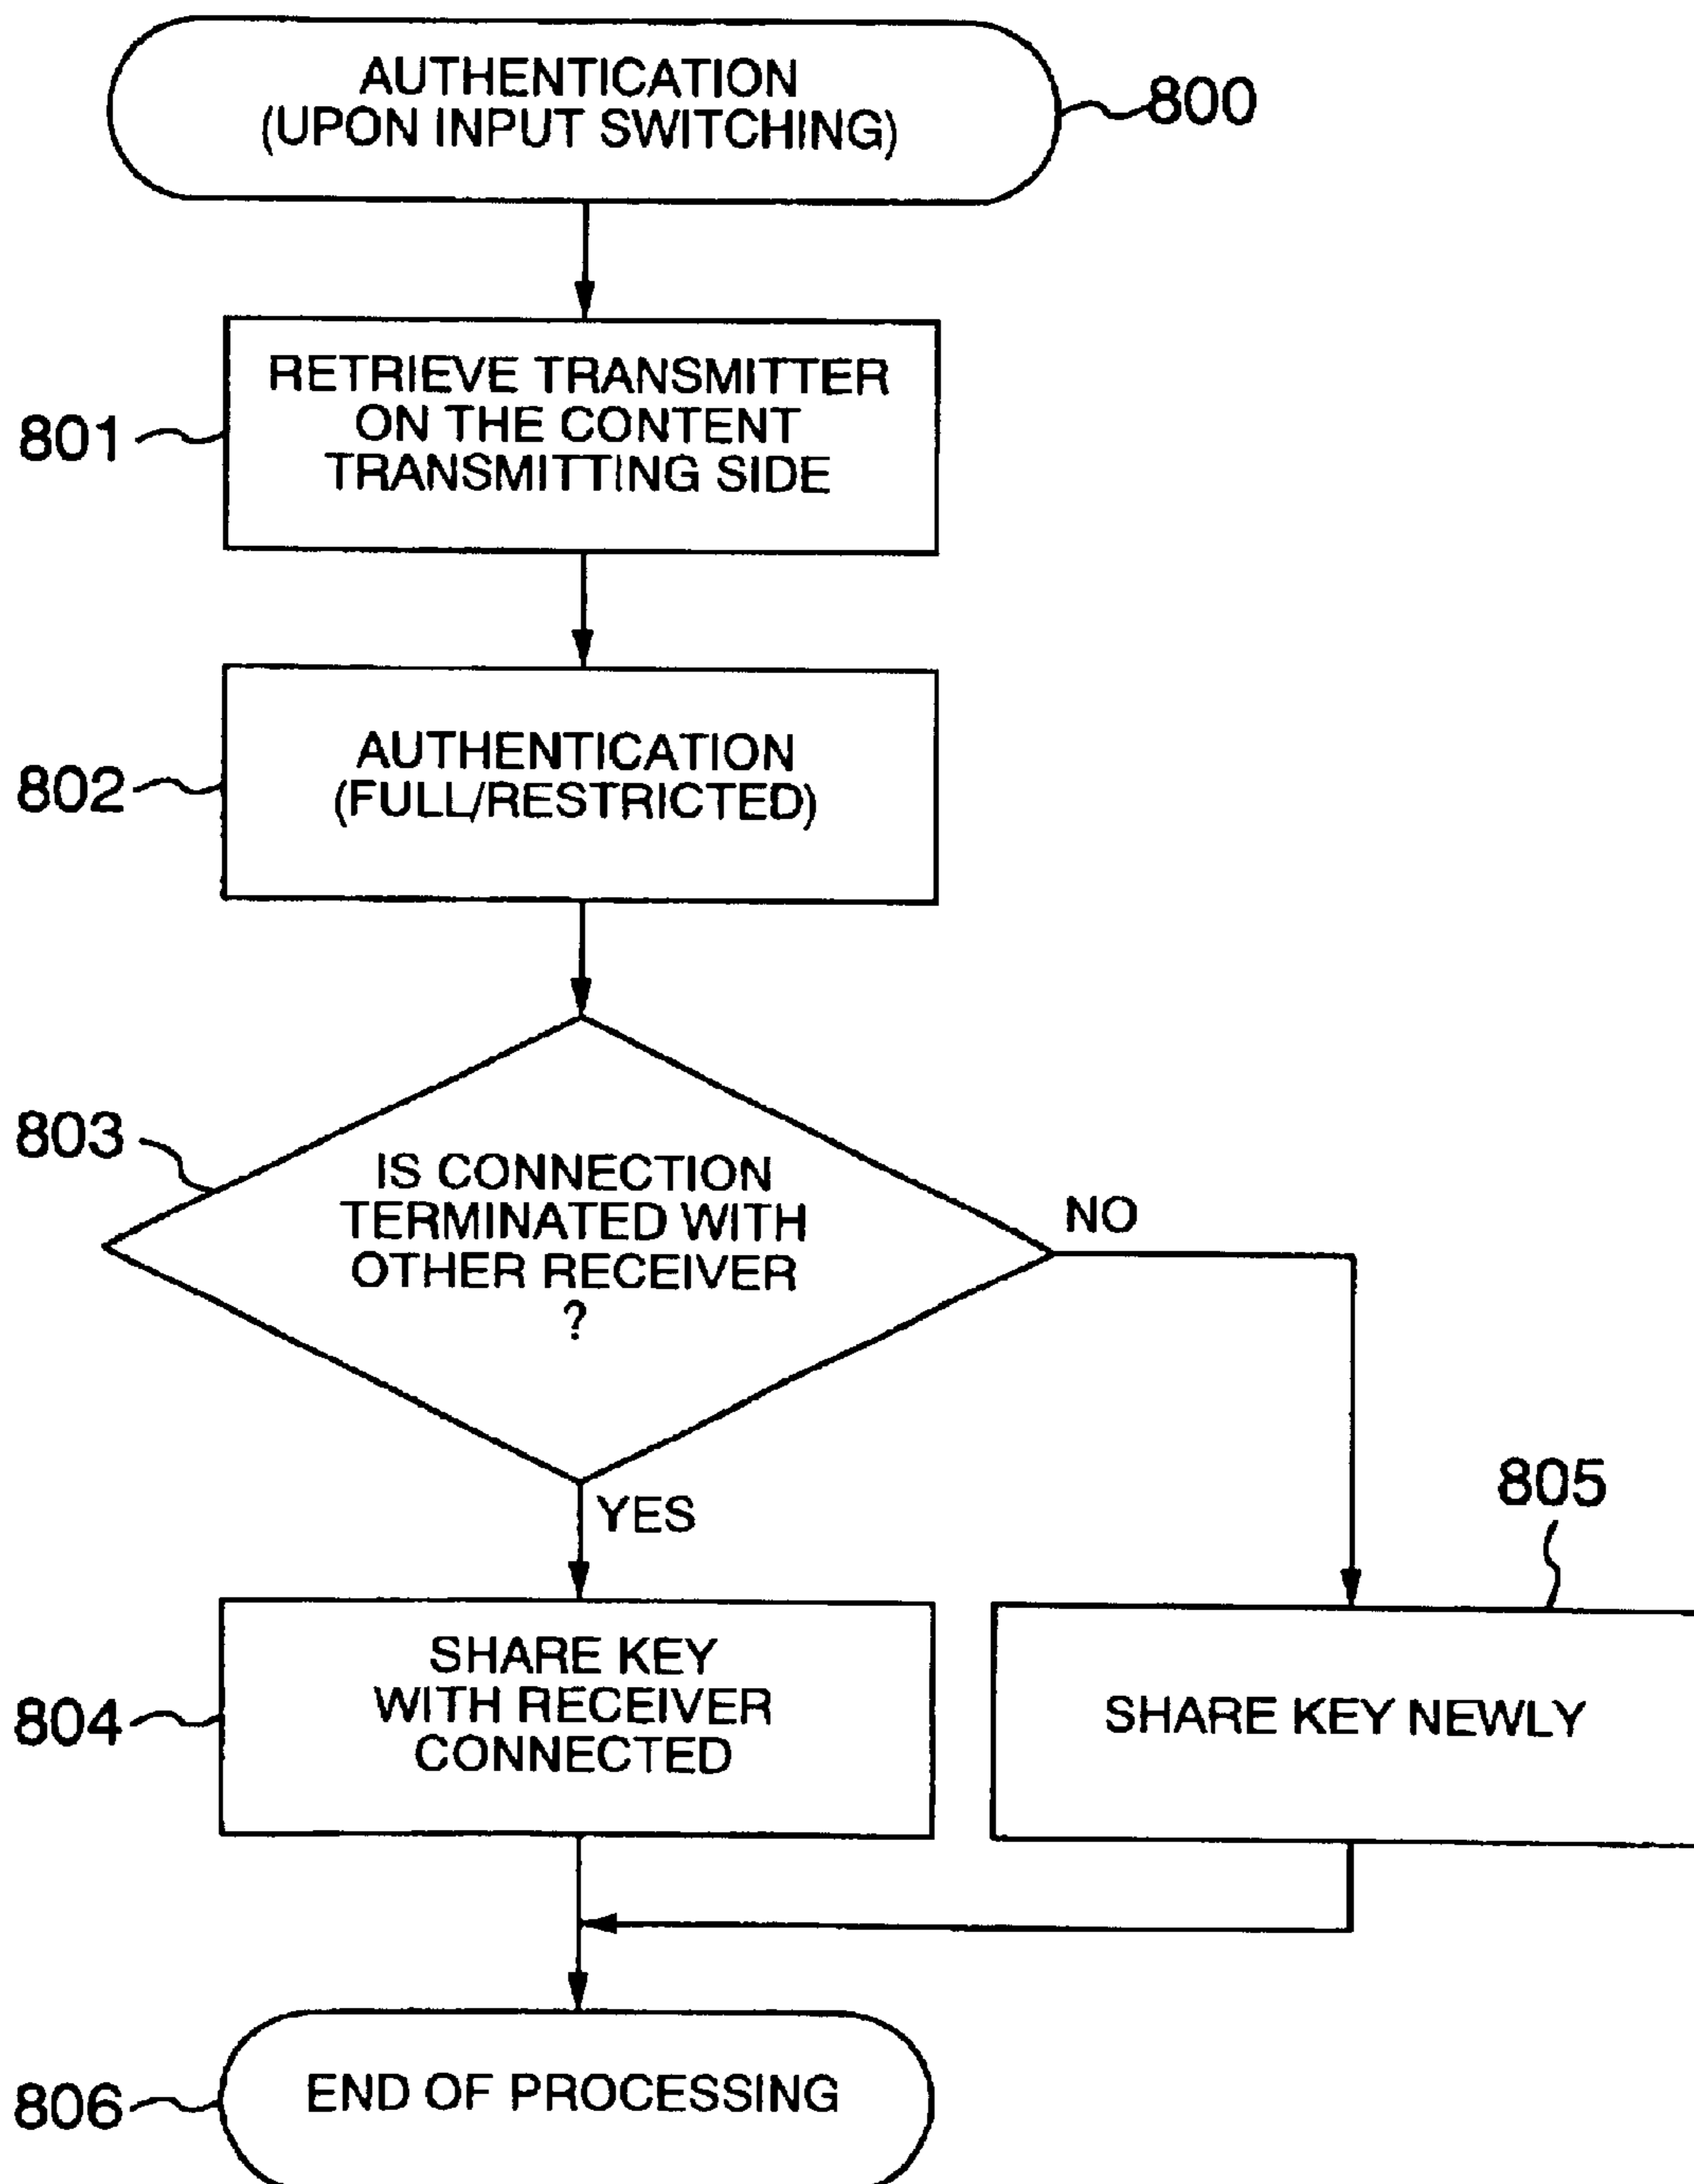 AUTHENTICATION
(UPON INPUT SWITCHING)
800
RETRIEVE TRANSMITTER
ON THE CONTENT
TRANSMITTING SIDE
801
AUTHENTICATION
(FULL/RESTRICTED)
802
803
IS CONNECTION
TERMINATED WITH
OTHER RECEIVER
?
NO
YES
805
SHARE KEY
WITH RECEIVER
CONNECTED
804
SHARE KEY NEWLY
END OF PROCESSING
806